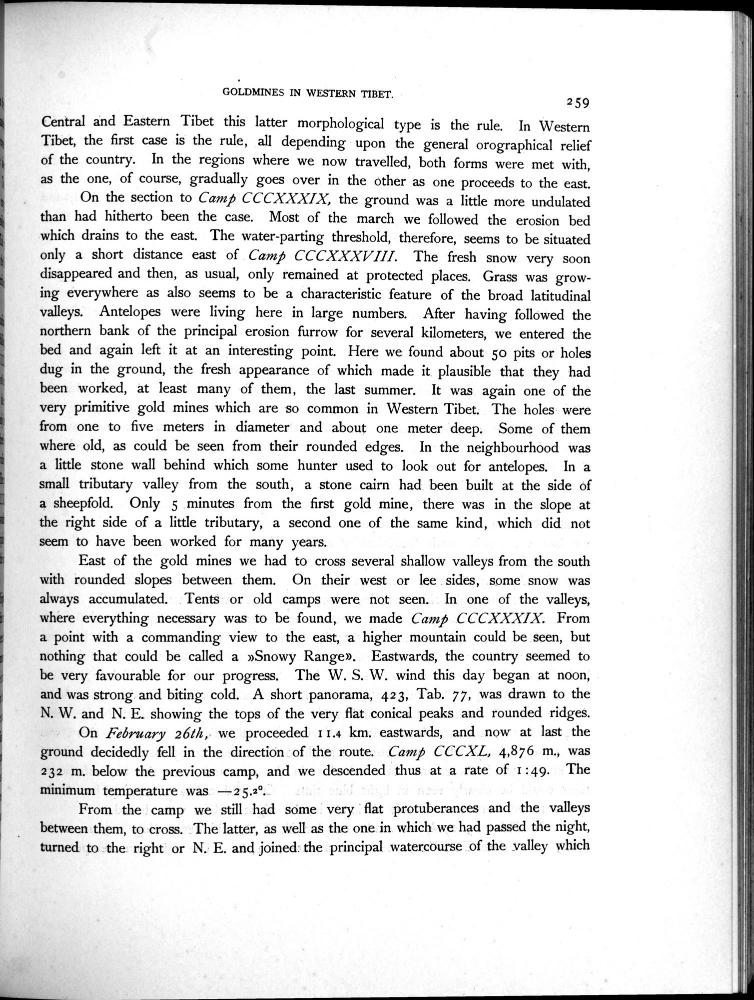 GOLDMINES IN WESTERN TIBET.
259
Central and Eastern Tibet this latter morphological type is the rule. In Western
Tibet, the first case is the rule, all depending upon the general orographical relief
of the country. In the regions where we now travelled, both forms were met with,
as the one, of course, gradually goes over in the other as one proceeds to the east.
On the section to Camp CCCXXXIX, the ground was a little more undulated
than had hitherto been the case. Most of the march we followed the erosion bed
which drains to the east. The water-parting threshold, therefore, seems to be situated
only a short distance east of Camp CCCXXXVIII. The fresh snow very soon
disappeared and then, as usual, only remained at protected places. Grass was grow-
ing everywhere as also seems to be a characteristic feature of the broad latitudinal
valleys. Antelopes were living here in large numbers. After having followed the
northern bank of the principal erosion furrow for several kilometers, we entered the
bed and again left it at an interesting point. Here we found about 50 pits or holes
dug in the ground, the fresh appearance of which made it plausible that they had
been worked, at least many of them, the last summer. It was again one of the
very primitive gold mines which are so common in Western Tibet. The holes were
from one to five meters in diameter and about one meter deep. Some of them
where old, as could be seen from their rounded edges. In the neighbourhood was
a little stone wall behind which some hunter used to look out for antelopes. In a
small tributary valley from the south, a stone cairn had been built at the side of
a sheepfold. Only 5 minutes from the first gold mine, there was in the slope at
the right side of a little tributary, a second one of the same kind, which did not
seem to have been worked for many years.
East of the gold mines we had to cross several shallow valleys from the south
with rounded slopes between them. On their west or lee sides, some snow was
always accumulated. Tents or old camps were not seen. In one of the valleys,
where everything necessary was to be found, we made Camp CCCXXXIX. From
a point with a commanding view to the east, a higher mountain could be seen, but
nothing that could be called a »Snowy Range». Eastwards, the country seemed to
be very favourable for our progress. The W. S. W. wind this day began at noon,
and was strong and biting cold. A short panorama, 423, Tab. 77, was drawn to the
N. W. and N. E. showing the tops of the very flat conical peaks and rounded ridges.
On February 26th, we proceeded 11.4 km. eastwards, and now at last the
ground decidedly fell in the direction of the route. Camp CCCXL, 4,876 m., was
232 m. below the previous camp, and we descended thus at a rate of 1:49. The
minimum temperature was —25.2°.
From the camp we still had some very flat protuberances and the valleys
between them, to cross. The latter, as well as the one in which we had passed the night,
turned to the right or N. E. and joined the principal watercourse of the valley which